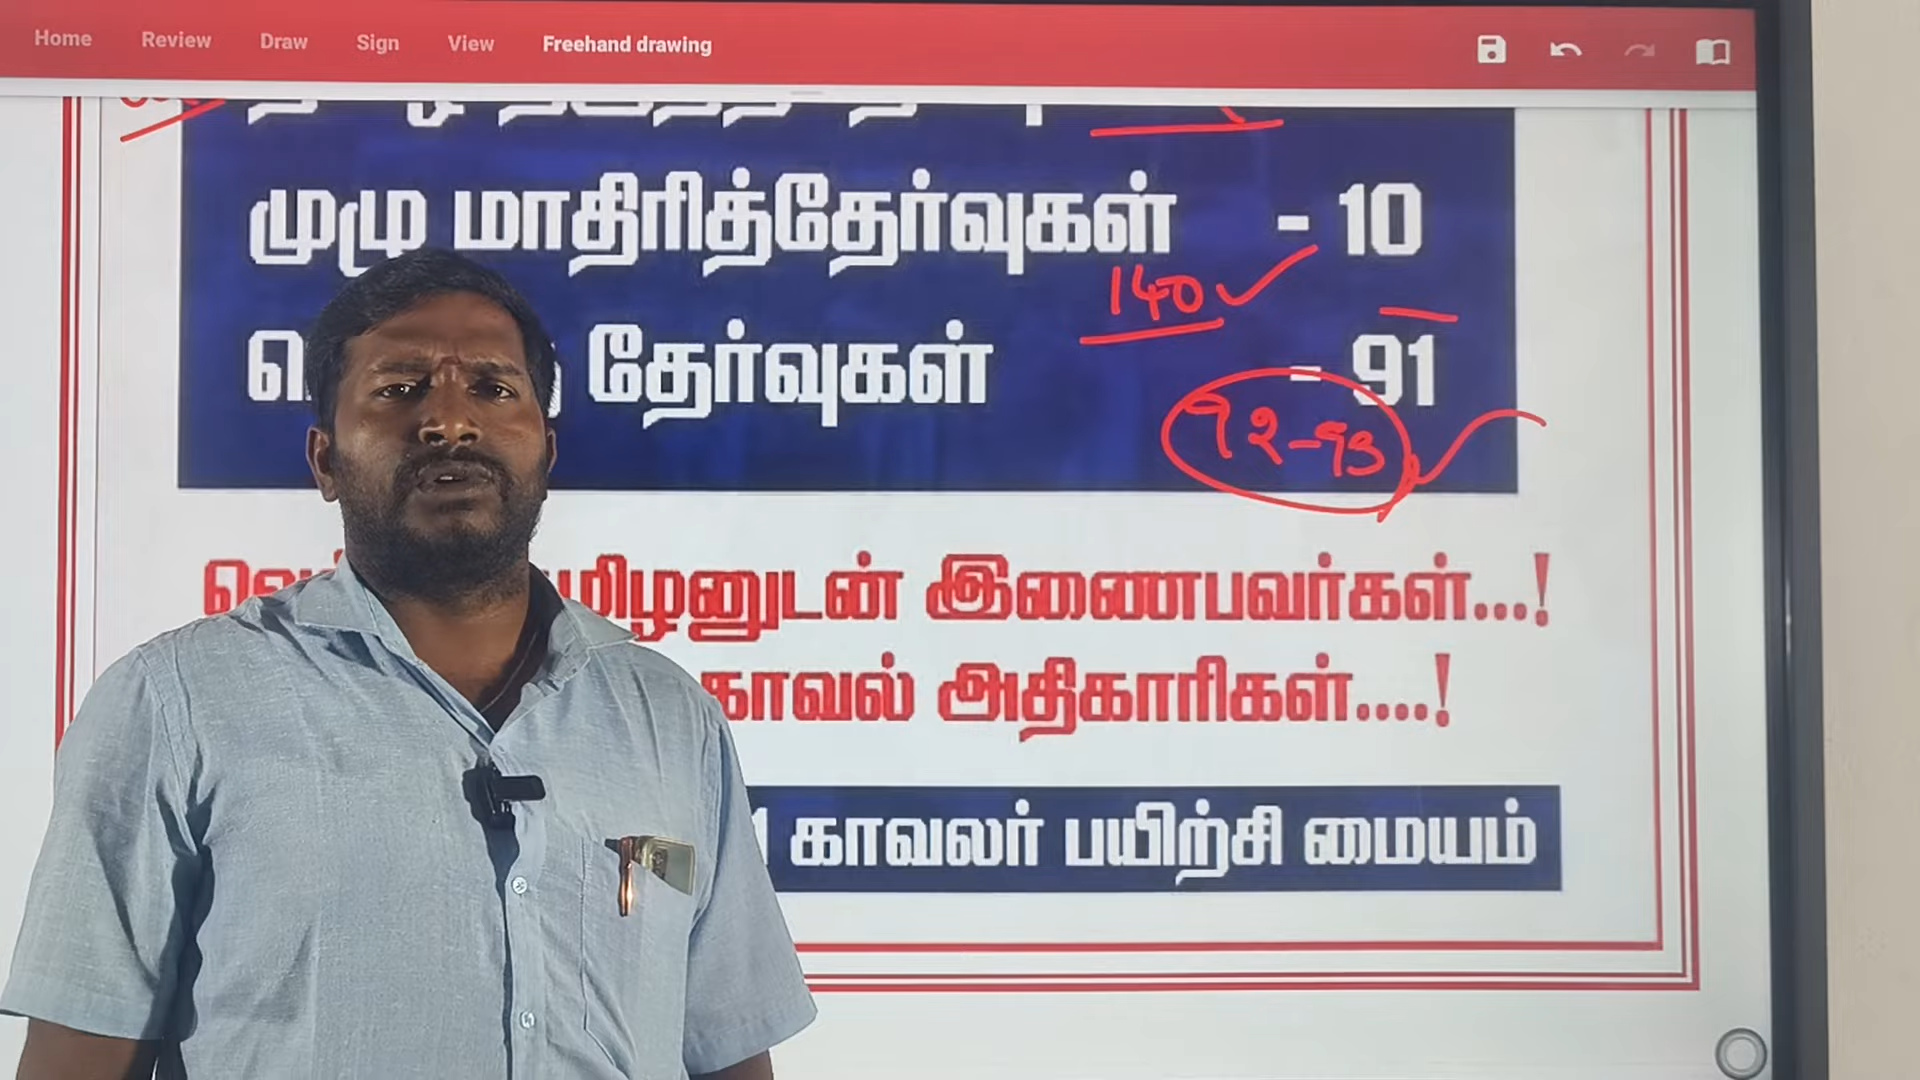 Home Review Draw Sign View Freehand drawing
முழு மாதிரித்தேர்வுகள் - 10
140
தேர்வுகள் - 91
92-93
இணைபவர்கள்...!
காவல் அதிகாரிகள்....!
காவலர் பயிற்சி மையம்